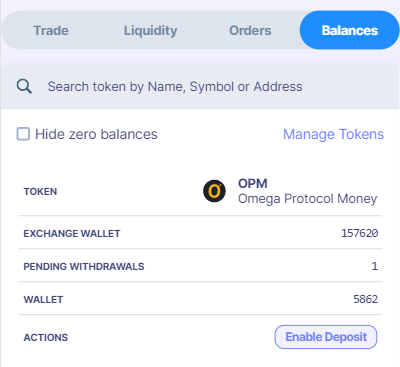 Trade Liquidity Orders Balances
Search token by Name, Symbol or Address
Hide zero balances Manage Tokens
TOKEN OPM
Omega Protocol Money
EXCHANGE WALLET 157620
PENDING WITHDRAWALS 1
WALLET 5862
ACTIONS Enable Deposit